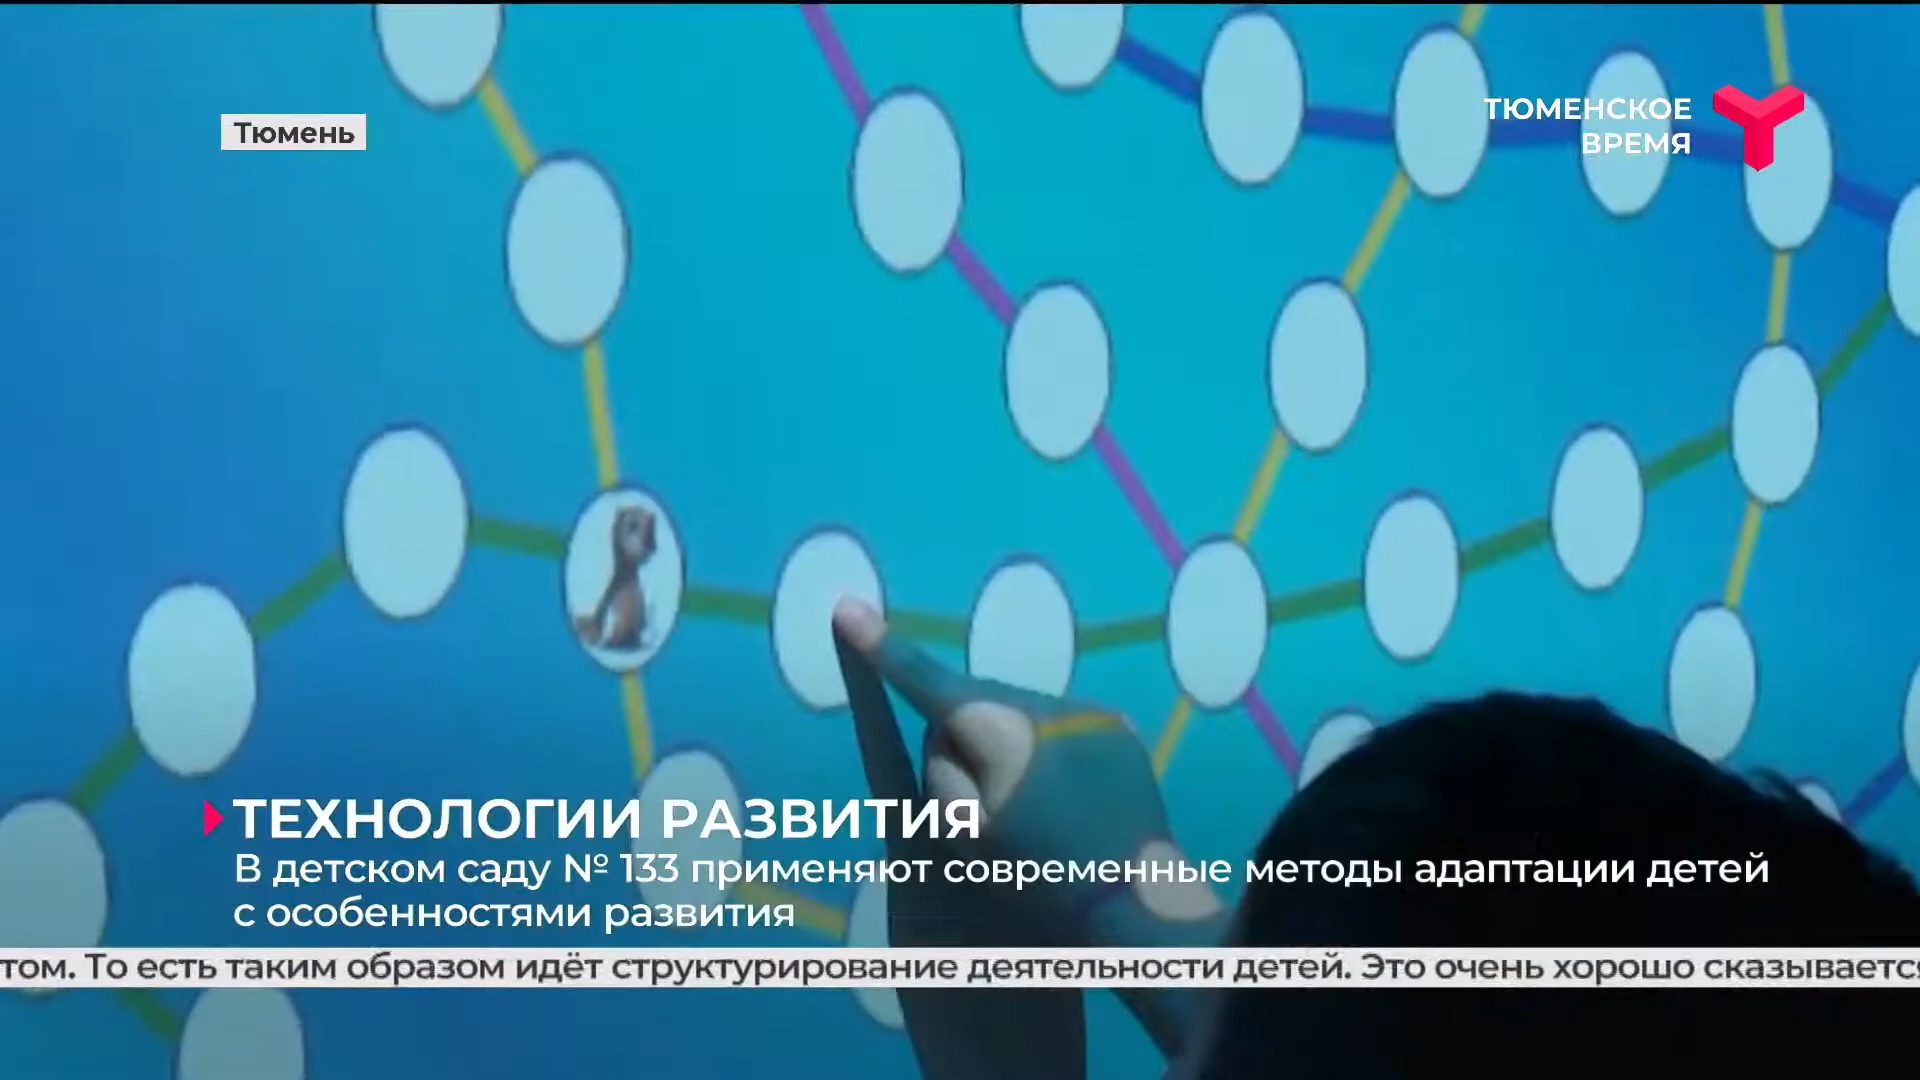 Тюмень
ТЮМЕНСКОЕ
ВРЕМЯ
ТЕХНОЛОГИИ РАЗВИТИЯ
В детском саду № 133 применяют современные методы адаптации детей
с особенностями развития
том. То есть таким образом идёт структурирование деятельности детей. Это очень хорошо сказывается